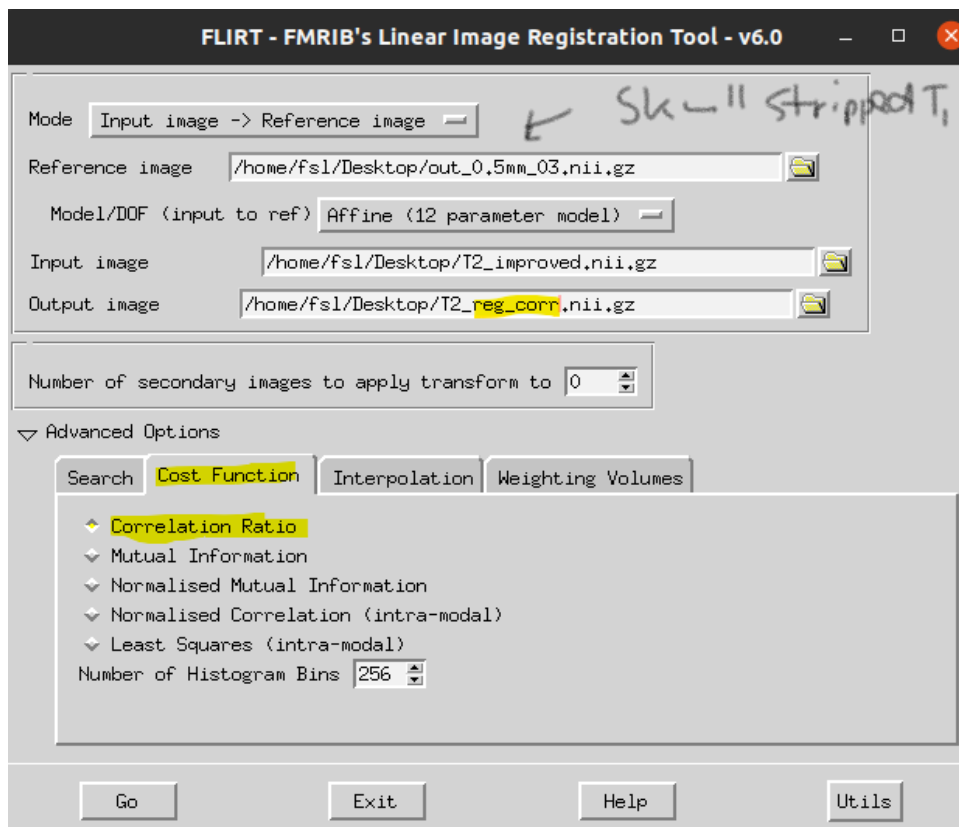 FLIRT - FMRIB's Linear Image Registration Tool - v6.0
Skull stripped T1
Mode Input image -> Reference image
Reference image /home/fsl/Desktop/out_0.5mm_03.nii.gz
Model/DOF (input to ref) Affine (12 parameter model)
Input image /home/fsl/Desktop/T2_improved.nii.gz
Output image /home/fsl/Desktop/T2_reg_corr.nii.gz
Number of secondary images to apply transform to 0
Advanced Options
Search Cost Function Interpolation Weighting Volumes
Correlation Ratio
Mutual Information
Normalised Mutual Information
Normalised Correlation (intra-modal)
Least Squares (intra-modal)
Number of Histogram Bins 256
Go Exit Help Utils